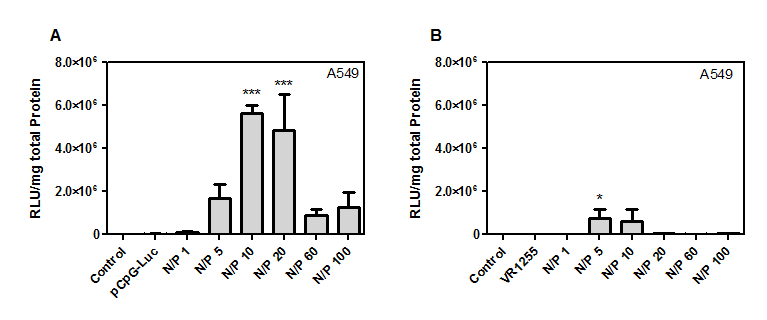 A
RLU/mg total Protein
8.0×10⁶
6.0×10⁶
4.0×10⁶
2.0×10⁶
0
A549
***
***
Control
pCpG-Luc
N/P 1
N/P 5
N/P 10
N/P 20
N/P 60
N/P 100
B
RLU/mg total Protein
8.0×10⁶
6.0×10⁶
4.0×10⁶
2.0×10⁶
0
A549
*
Control
VR1255
N/P 1
N/P 5
N/P 10
N/P 20
N/P 60
N/P 100